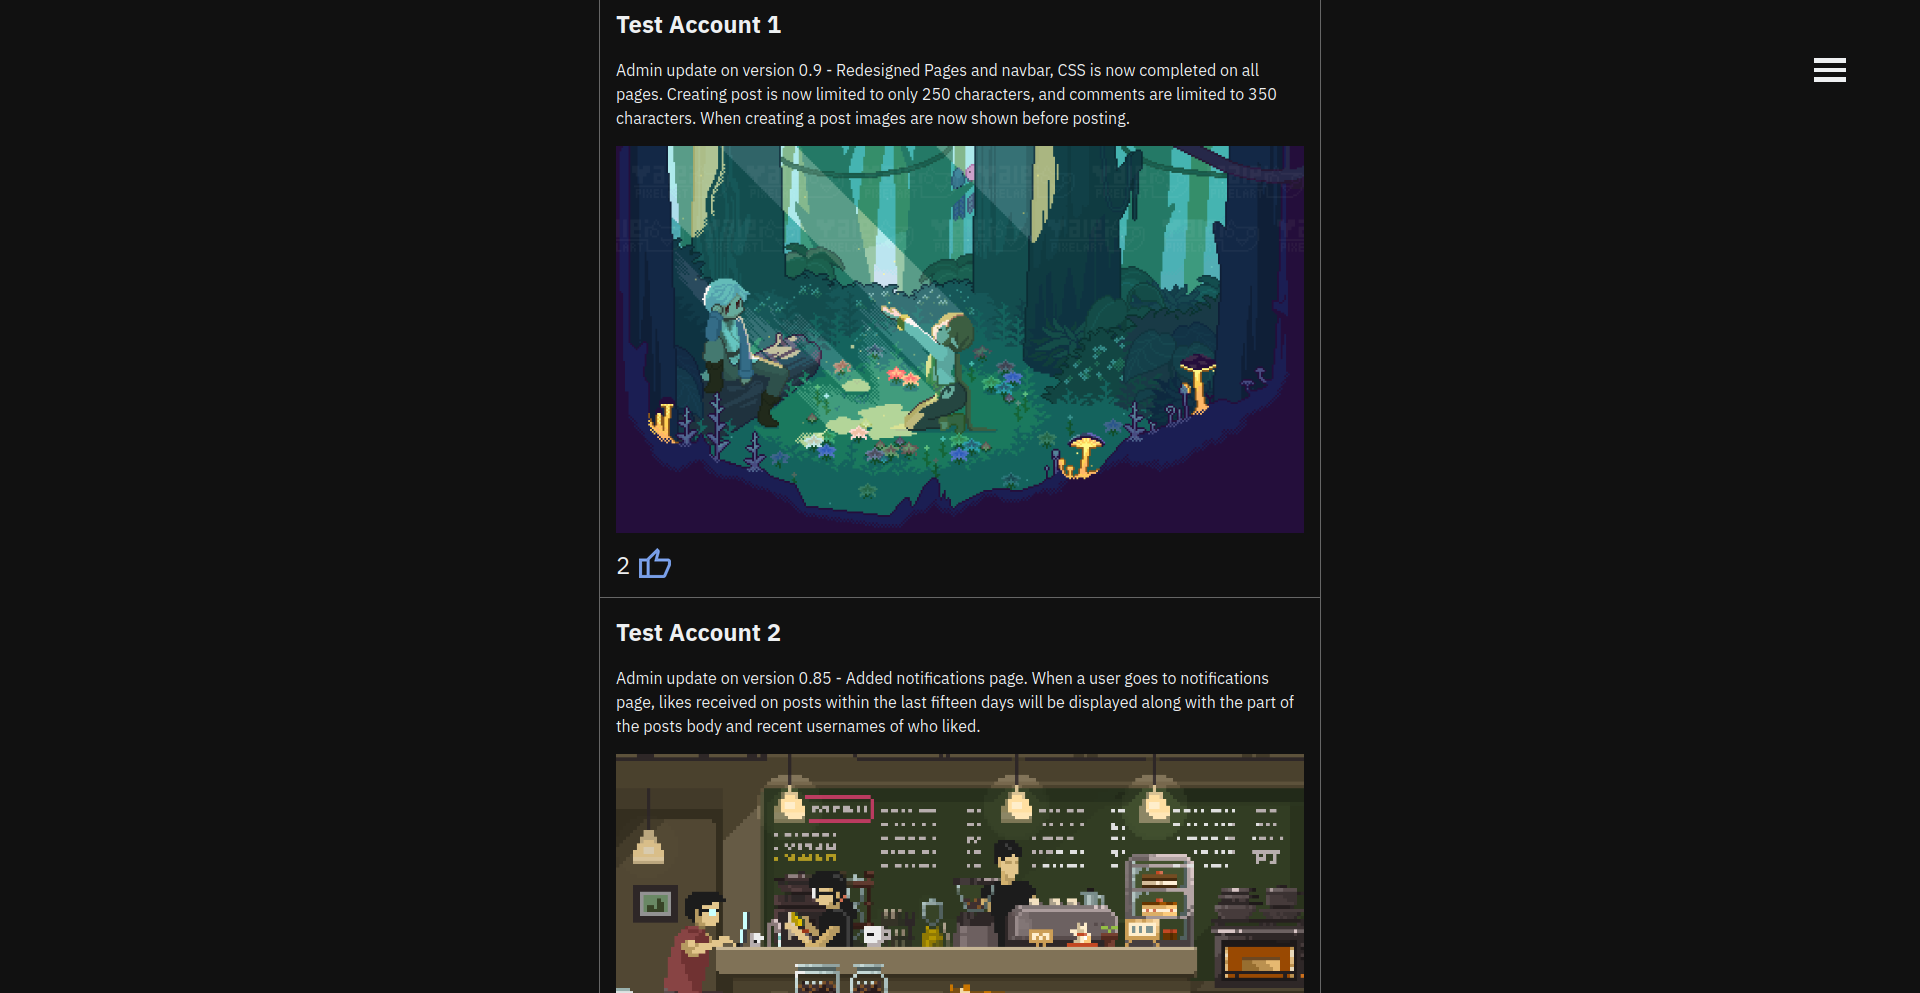 Test Account 1
Admin update on version 0.9 - Redesigned Pages and navbar, CSS is now completed on all
pages. Creating post is now limited to only 250 characters, and comments are limited to 350
characters. When creating a post images are now shown before posting.
2
Test Account 2
Admin update on version 0.85 - Added notifications page. When a user goes to notifications
page, likes received on posts within the last fifteen days will be displayed along with the part of
the posts body and recent usernames of who liked.